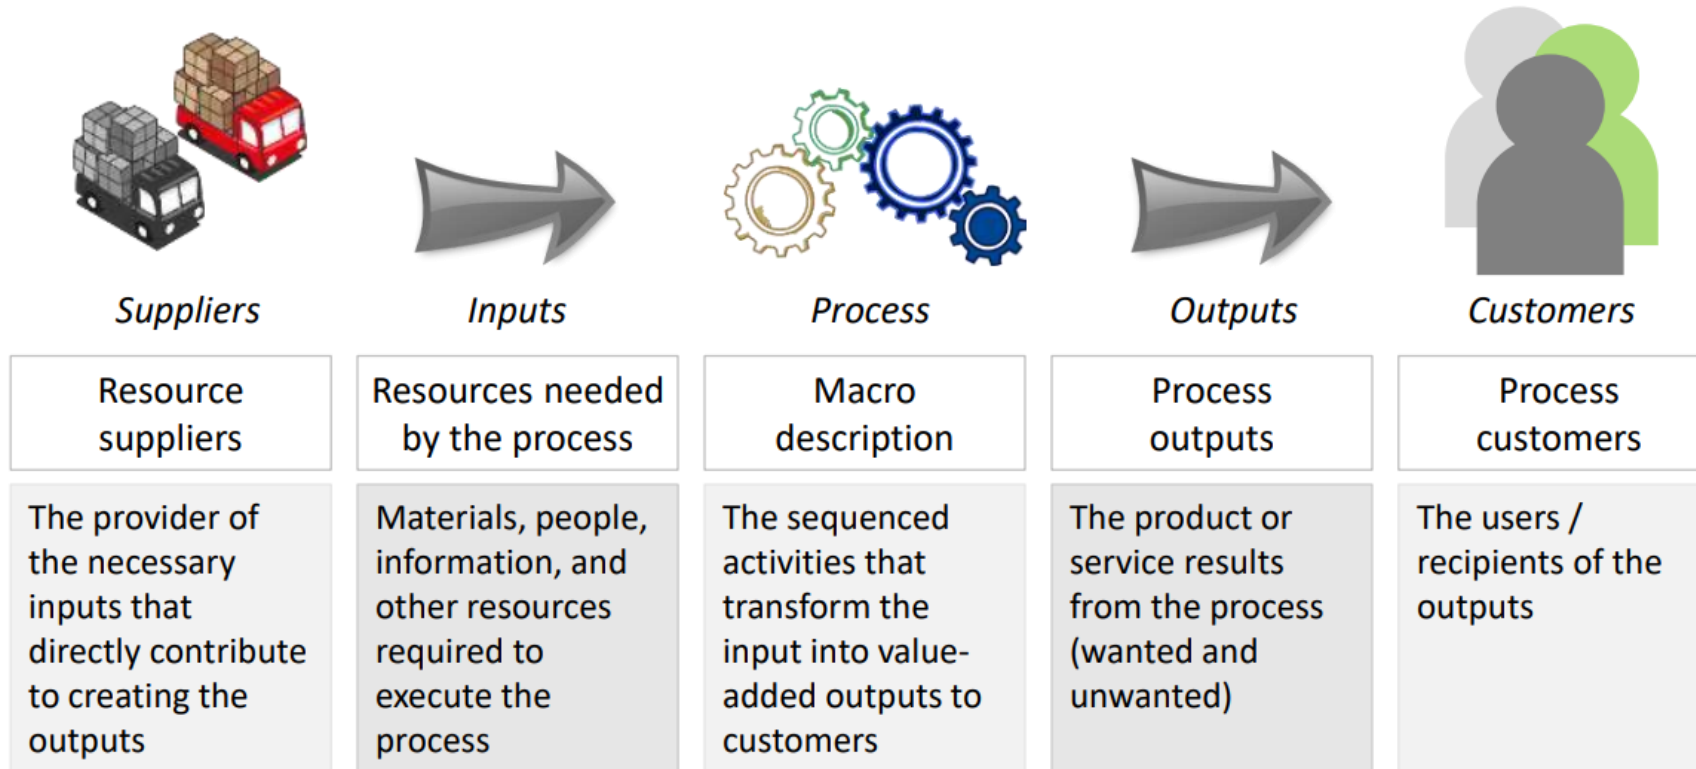 Suppliers
Inputs
Process
Outputs
Customers
Resource
suppliers
Resources needed
by the process
Macro
description
Process
outputs
Process
customers
The provider of
the necessary
inputs that
directly contribute
to creating the
outputs
Materials, people,
information, and
other resources
required to
execute the
process
The sequenced
activities that
transform the
input into value-
added outputs to
customers
The product or
service results
from the process
(wanted and
unwanted)
The users /
recipients of the
outputs